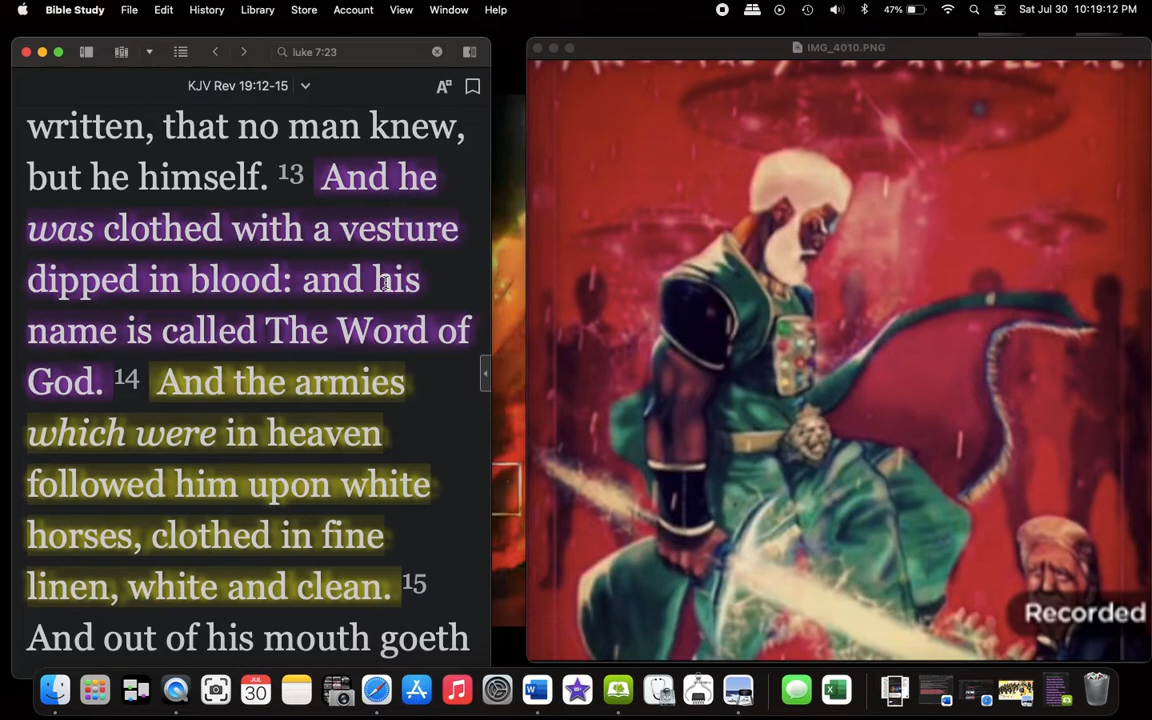 Bible Study File Edit History Library Store Account View Window Help 47% Sat Jul 30 10:19:12 PM
luke 7:23
IMG_4010.PNG
KJV Rev 19:12-15
written, that no man knew,
but he himself. 13 And he
was clothed with a vesture
dipped in blood: and his
name is called The Word of
God. 14 And the armies
which were in heaven
followed him upon white
horses, clothed in fine
linen, white and clean. 15
And out of his mouth goeth
Recorded
JUL
30